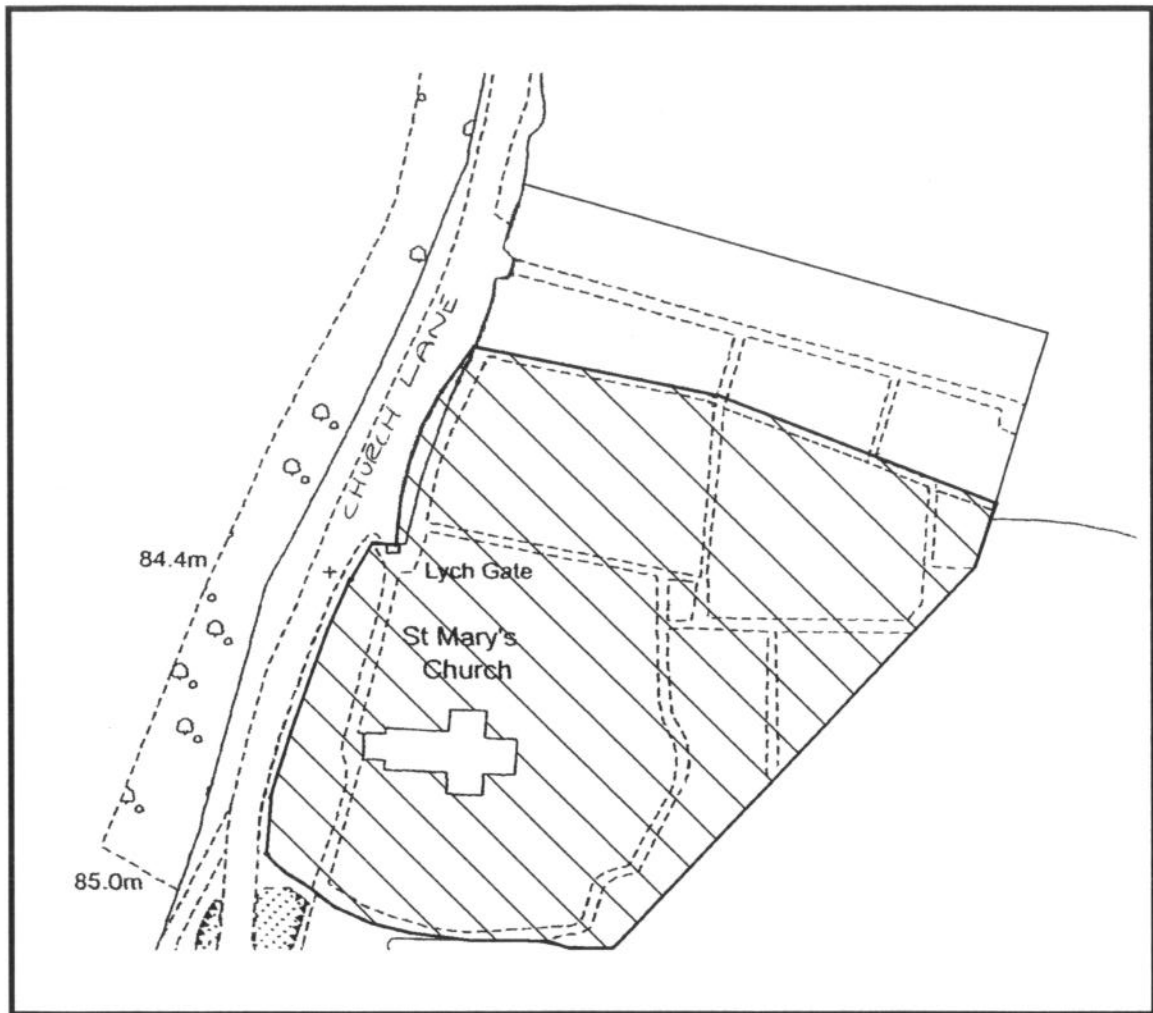 CHURCH LANE
84.4m
Lych Gate
St Mary's
Church
85.0m